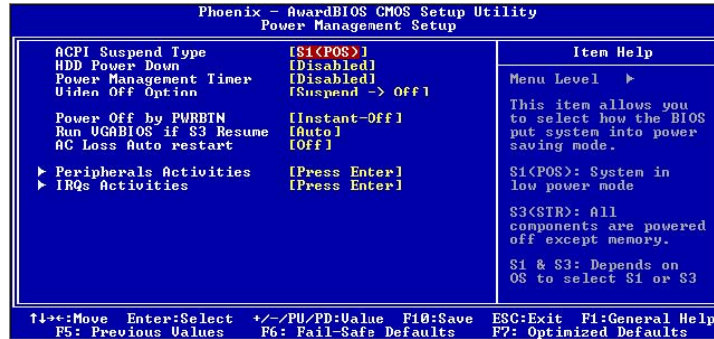 Phoenix - AwardBIOS CMOS Setup Utility
Power Management Setup
ACPI Suspend Type [S1(POS)]
HDD Power Down [Disabled]
Power Management Timer [Disabled]
Video Off Option [Suspend -> Off]
Power Off by PWRBTN [Instant-Off]
Run VGABIOS if S3 Resume [Auto]
AC Loss Auto restart [Off]
▶ Peripherals Activities [Press Enter]
▶ IRQs Activities [Press Enter]
Item Help
Menu Level ▶
This item allows you
to select how the BIOS
put system into power
saving mode.
S1(POS): System in
low power mode
S3(STR): All
components are powered
off except memory.
S1 & S3: Depends on
OS to select S1 or S3
↑↓→←:Move Enter:Select +/-/PU/PD:Value F10:Save ESC:Exit F1:General Help
F5: Previous Values F6: Fail-Safe Defaults F7: Optimized Defaults